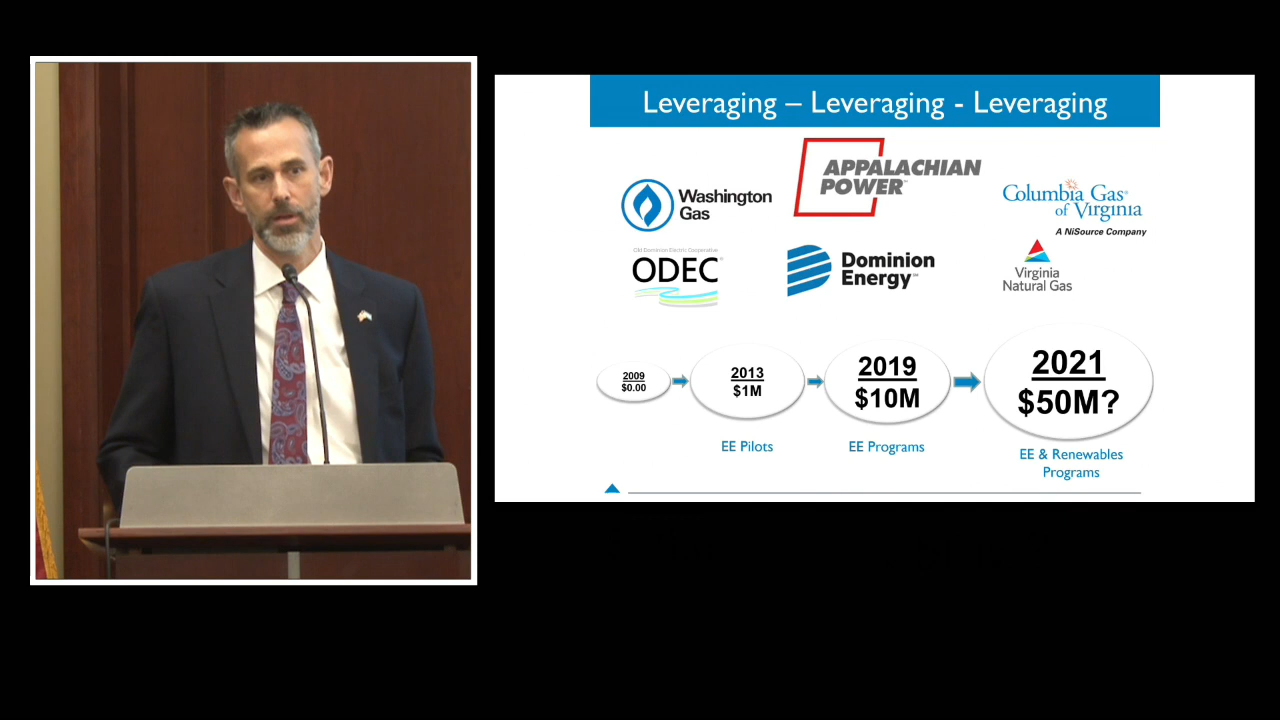 Leveraging – Leveraging - Leveraging
Washington
Gas
APPALACHIAN
POWER
Columbia Gas®
of Virginia
A NiSource Company
Old Dominion Electric Cooperative
ODEC
Dominion
Energy℠
Virginia
Natural Gas
2009
$0.00
2013
$1M
2019
$10M
2021
$50M?
EE Pilots
EE Programs
EE & Renewables
Programs